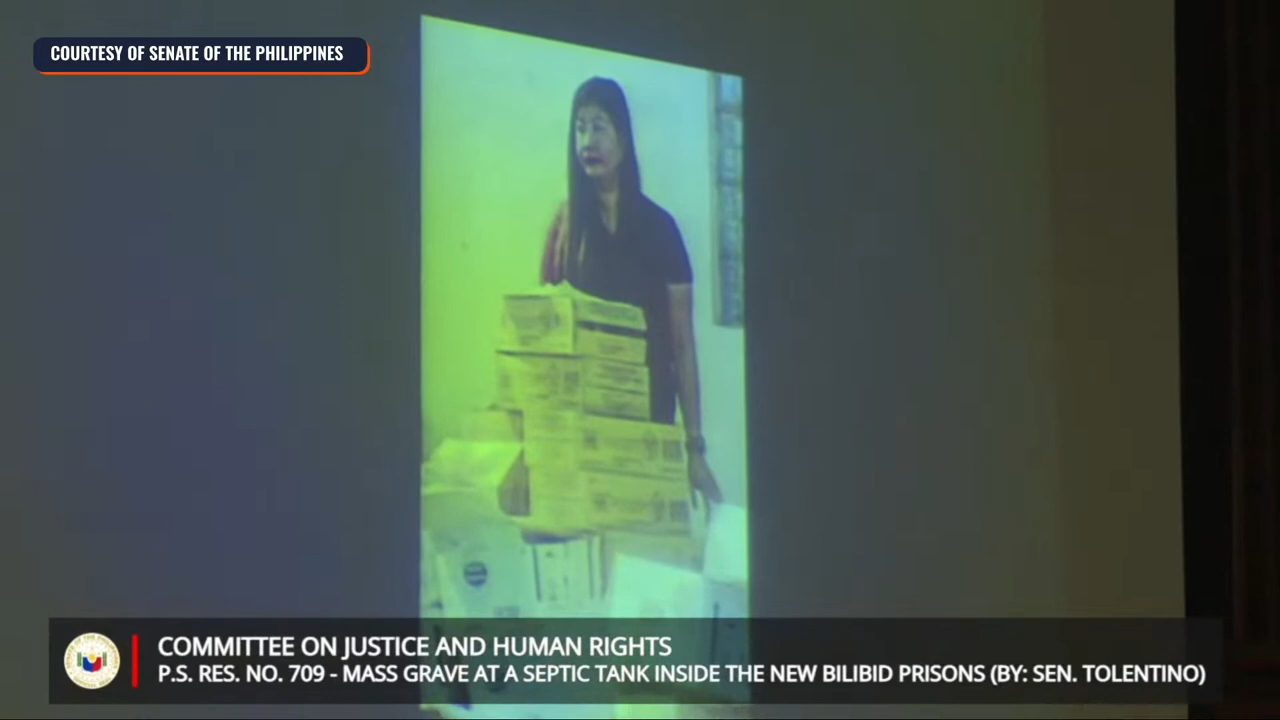 COURTESY OF SENATE OF THE PHILIPPINES
COMMITTEE ON JUSTICE AND HUMAN RIGHTS
P.S. RES. NO. 709 - MASS GRAVE AT A SEPTIC TANK INSIDE THE NEW BILIBID PRISONS (BY: SEN. TOLENTINO)